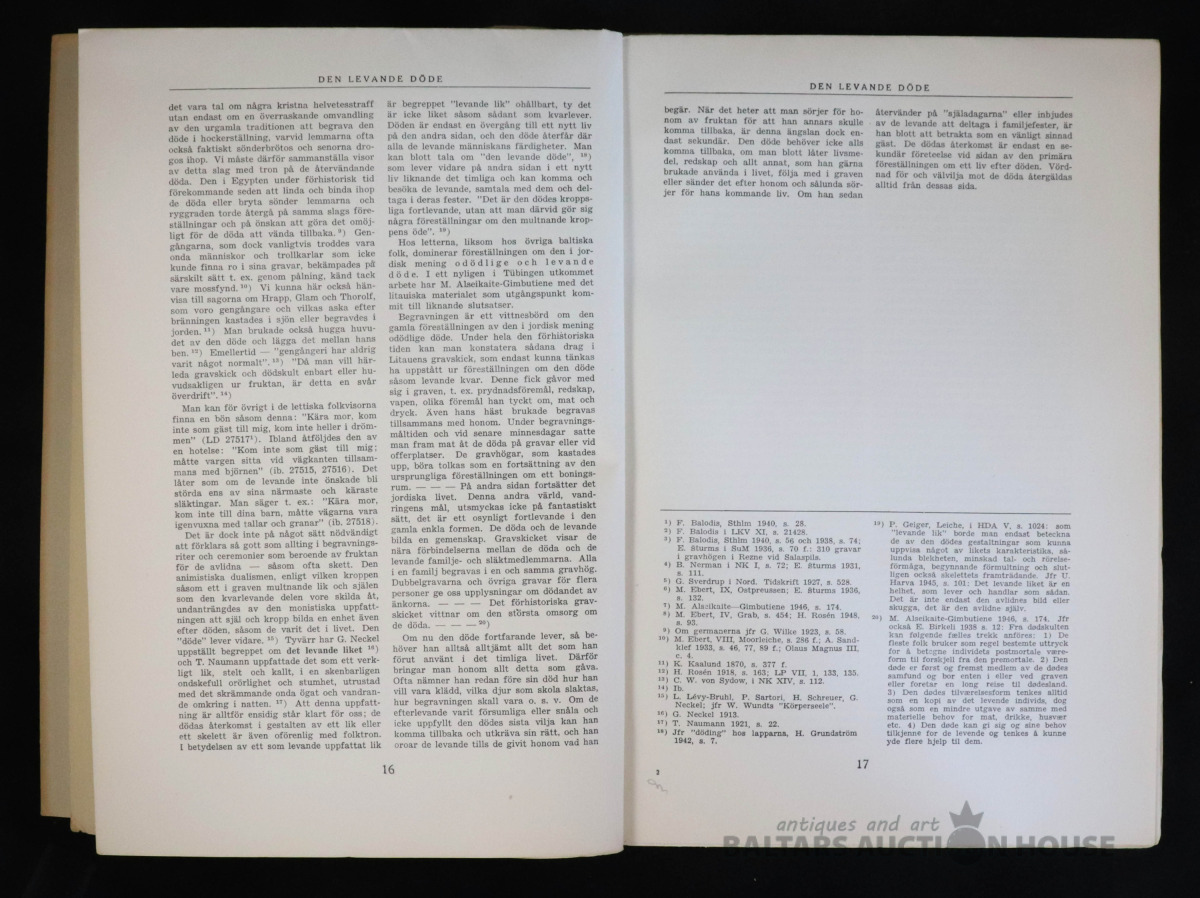 DEN LEVANDE DÖDE
det vara tal om några kristna helvetesstraff
utan endast om en överraskande omvandling
av den urgamla traditionen att begrava den
döde i hockerställning, varvid lemmarna ofta
också faktiskt sönderbrötos och senorna dro-
gos ihop. Vi måste därför sammanställa visor
av detta slag med tron på de återvändande
döda. Den i Egypten under förhistorisk tid
förekommande seden att linda och binda ihop
de döda eller bryta sönder lemmarna och
ryggraden torde återgå på samma slags före-
ställningar och på önskan att göra det omöj-
ligt för de döda att vända tillbaka. ⁹) Gen-
gångarna, som dock vanligtvis troddes vara
onda människor och trollkarlar som icke
kunde finna ro i sina gravar, bekämpades på
särskilt sätt t. ex. genom pålning, känd tack
vare mossfynd. ¹⁰) Vi kunna här också hän-
visa till sagorna om Hrapp, Glam och Thorolf,
som voro gengångare och vilkas aska efter
bränningen kastades i sjön eller begravdes i
jorden. ¹¹) Man brukade också hugga huvu-
det av den döde och lägga det mellan hans
ben. ¹²) Emellertid — "gengångeri har aldrig
varit något normalt". ¹³) "Då man vill här-
leda gravskick och dödskult enbart eller hu-
vudsakligen ur fruktan, är detta en svår
överdrift". ¹⁴)
Man kan för övrigt i de lettiska folkvisorna
finna en bön såsom denna: "Kära mor, kom
inte som gäst till mig, kom inte heller i dröm-
men" (LD 27517¹). Ibland åtföljdes den av
en hotelse: "Kom inte som gäst till mig;
måtte vargen sitta vid vägkanten tillsam-
mans med björnen" (ib. 27515, 27516). Det
låter som om de levande inte önskade bli
störda ens av sina närmaste och käraste
släktingar. Man säger t. ex.: "Kära mor,
kom inte till dina barn, måtte vägarna vara
igenvuxna med tallar och granar" (ib. 27518).
Det är dock inte på något sätt nödvändigt
att förklara så gott som allting i begravnings-
riter och ceremonier som beroende av fruktan
för de avlidna — såsom ofta skett. Den
animistiska dualismen, enligt vilken kroppen
såsom ett i graven multnande lik och själen
som den kvarlevande delen vore skilda åt,
undanträngdes av den monistiska uppfatt-
ningen att själ och kropp bilda en enhet även
efter döden, såsom de varit det i livet. Den
"döde" lever vidare. ¹⁵) Tyvärr har G. Neckel
uppställt begreppet om det levande liket ¹⁶)
och T. Naumann uppfattade det som ett verk-
ligt lik, stelt och kallt, i en skenbarligen
ondskefull orörlighet och stumhet, utrustad
med det skrämmande onda ögat och vandran-
de omkring i natten. ¹⁷) Att denna uppfatt-
ning är alltför ensidig står klart för oss; de
dödas återkomst i gestalten av ett lik eller
ett skelett är även oförenlig med folktron.
I betydelsen av ett som levande uppfattat lik
är begreppet "levande lik" ohållbart, ty det
är icke liket såsom sådant som kvarlever.
Döden är endast en övergång till ett nytt liv
på den andra sidan, och den döde återfår där
alla de levande människans färdigheter. Man
kan blott tala om "den levande döde", ¹⁸)
som lever vidare på andra sidan i ett nytt
liv liknande det timliga och kan komma och
besöka de levande, samtala med dem och del-
taga i deras fester. "Det är den dödes kropps-
liga fortlevande, utan att man därvid gör sig
några föreställningar om den multnande krop-
pens öde". ¹⁹)
Hos letterna, liksom hos övriga baltiska
folk, dominerar föreställningen om den i jor-
disk mening odödlige och levande
döde. I ett nyligen i Tübingen utkommet
arbete har M. Alseikaite-Gimbutiene med det
litauiska materialet som utgångspunkt kom-
mit till liknande slutsatser.
Begravningen är ett vittnesbörd om den
gamla föreställningen av den i jordisk mening
odödlige döde. Under hela den förhistöriska
tiden kan man konstatera sådana drag i
Litauens gravskick, som endast kunna tänkas
ha uppstått ur föreställningen om den döde
såsom levande kvar. Denne fick gåvor med
sig i graven, t. ex. prydnadsföremål, redskap,
vapen, olika föremål han tyckt om, mat och
dryck. Även hans häst brukade begravas
tillsammans med honom. Under begravnings-
måltiden och vid senare minnesdagar satte
man fram mat åt de döda på gravar eller vid
offerplatser. De gravhögar, som kastades
upp, böra tolkas som en fortsättning av den
ursprungliga föreställningen om ett bonings-
rum. — — — På andra sidan fortsätter det
jordiska livet. Denna andra värld, vand-
ringens mål, utsmyckas icke på fantastiskt
sätt, det är ett osynligt fortlevande i den
gamla enkla formen. De döda och de levande
bilda en gemenskap. Gravskicket visar de
nära förbindelserna mellan de döda och de
levande familje- och släktmedlemmarna. Alla
i en familj begravas i en och samma gravhög.
Dubbelgravarna och övriga gravar för flera
personer ge oss upplysningar om dödandet av
änkorna. — — — Det förhistoriska grav-
skicket vittnar om den största omsorg om
de döda. — — — ²⁰)
Om nu den döde fortfarande lever, så be-
höver han alltså alltjämt allt det som han
förut använt i det timliga livet. Därför
bringar man honom allt detta som gåva.
Ofta nämner han redan före sin död hur han
vill vara klädd, vilka djur som skola slaktas,
hur begravningen skall vara o. s. v. Om de
efterlevande varit försumliga eller snåla och
icke uppfyllt den dödes sista vilja kan han
komma tillbaka och utkräva sin rätt, och han
oroar de levande tills de givit honom vad han
16
DEN LEVANDE DÖDE
begär. När det heter att man sörjer för ho-
nom av fruktan för att han annars skulle
komma tillbaka, är denna ängslan dock en-
dast sekundär. Den döde behöver icke alls
komma tillbaka, om man blott låter livsme-
del, redskap och allt annat, som han gärna
brukade använda i livet, följa med i graven
eller sänder det efter honom och sålunda sör-
jer för hans kommande liv. Om han sedan
återvänder på "själadagarna" eller inbjudes
av de levande att deltaga i familjefester, är
han blott att betrakta som en vänligt sinnad
gäst. De dödas återkomst är endast en se-
kundär företeelse vid sidan av den primära
föreställningen om ett liv efter döden. Vörd-
nad för och välvilja mot de döda återgäldas
alltid från dessas sida.
¹) F. Balodis, Sthlm 1940, s. 28.
²) F. Balodis i LKV XI, s. 21428.
³) F. Balodis, Sthlm 1940, s. 56 och 1938, s. 74;
E. Šturms i SuM 1936, s. 70 f.: 310 gravar
i gravhögen i Rezne vid Salaspils.
⁴) B. Nerman i NK I, s. 72; E. Šturms 1931,
s. 111.
⁵) G. Sverdrup i Nord. Tidskrift 1927, s. 528.
⁶) M. Ebert, IX, Ostpreussen; E. Šturms 1936,
s. 132.
⁷) M. Alseikaite—Gimbutiene 1946, s. 174.
⁸) M. Ebert, IV, Grab, s. 454; H. Rosén 1948,
s. 93.
⁹) Om germanerna jfr G. Wilke 1923, s. 58.
¹⁰) M. Ebert, VIII, Moorleiche, s. 286 f.; A. Sand-
klef 1933, s. 46, 77, 89 f.; Olaus Magnus III,
c. 4.
¹¹) K. Kaalund 1870, s. 377 f.
¹²) H. Rosén 1918, s. 163; LP VII, 1, 133, 135.
¹³) C. W. von Sydow, i NK XIV, s. 112.
¹⁴) Ib.
¹⁵) L. Lévy-Bruhl, P. Sartori, H. Schreuer, G.
Neckel; jfr W. Wundts "Körperseele".
¹⁶) G. Neckel 1913.
¹⁷) T. Naumann 1921, s. 22.
¹⁸) Jfr "döding" hos lapparna, H. Grundström
1942, s. 7.
¹⁹) P. Geiger, Leiche, i HDA V, s. 1024: som
"levande lik" borde man endast beteckna
de av den dödes gestaltningar som kunna
uppvisa något av likets karakteristika, så-
lunda blekheten, minskad tal- och rörelse-
förmåga, begynnande förmultning och slut-
ligen också skelettets framträdande. Jfr U.
Harva 1945, s. 101: Det levande liket är en
helhet, som lever och handlar som sådan.
Det är inte endast den avlidnes bild eller
skugga, det är den avlidne själv.
²⁰) M. Alseikaite-Gimbutiene 1946, s. 174. Jfr
också E. Birkeli 1938 s. 12: Fra dødskulten
kan følgende fælles trekk anføres: 1) De
fleste folk bruker som regel bestemte uttryck
for å betegne individets postmortale være-
form til forskjell fra den premortale. 2) Den
døde er først og fremst medlem av de dødes
samfund og bor enten i eller ved graven
eller foretar en long reise til dødesland.
3) Den dødes tilværelsesform tenkes alltid
som en kopi av det levende individs, dog
også som en mindre utgave av samme med
materielle behov for mat, drikke, husvær
etc. 4) Den døde kan gi sig og sine behov
tilkjenne for de levende og tenkes å kunne
yde flere hjelp til dem.
17
2
antiques and art
BALTARS AUCTION HOUSE